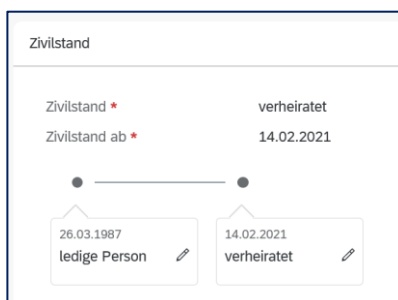 Zivilstand
Zivilstand * verheiratet
Zivilstand ab * 14.02.2021
26.03.1987 14.02.2021
ledige Person verheiratet